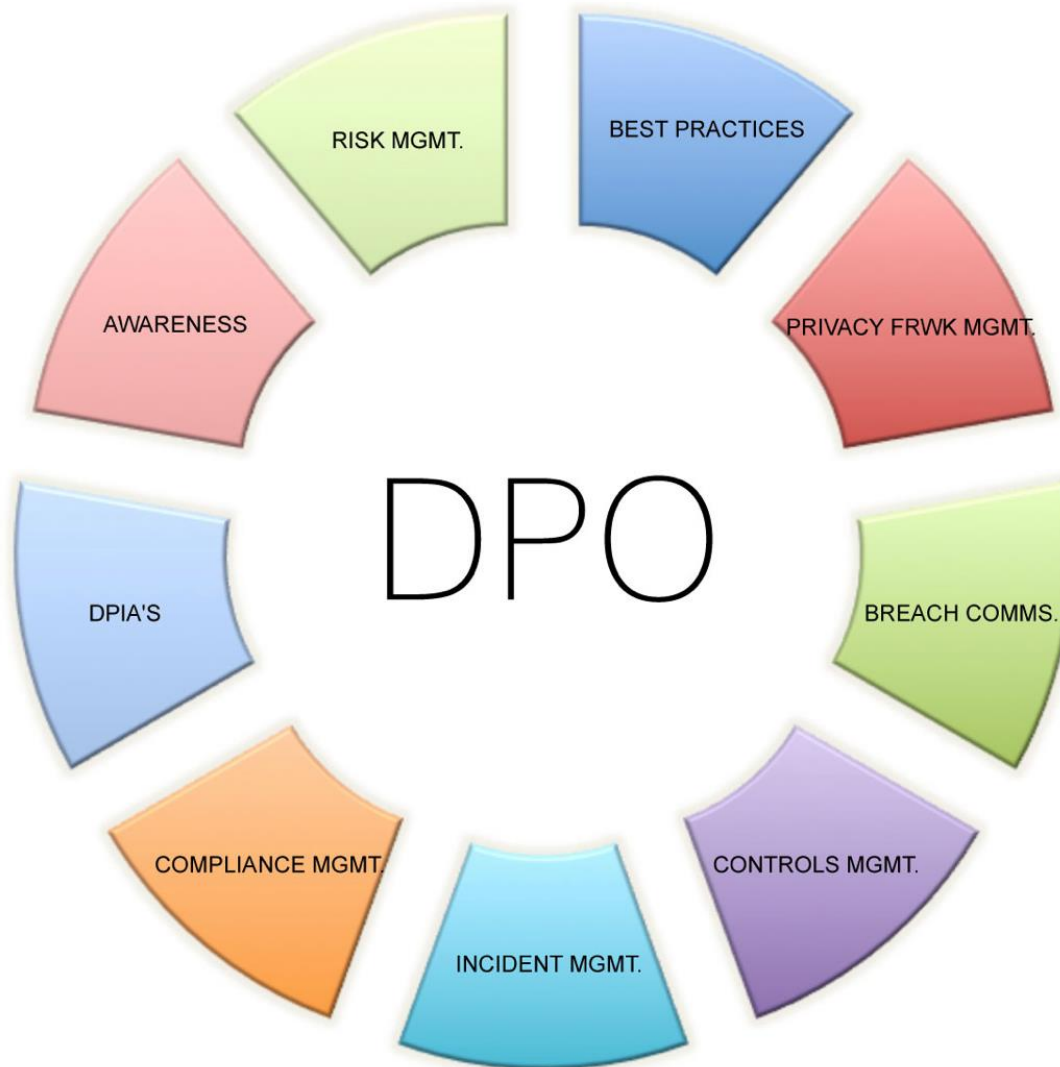 RISK MGMT.
BEST PRACTICES
AWARENESS
PRIVACY FRWK MGMT.
DPO
DPIA'S
BREACH COMMS.
COMPLIANCE MGMT.
CONTROLS MGMT.
INCIDENT MGMT.